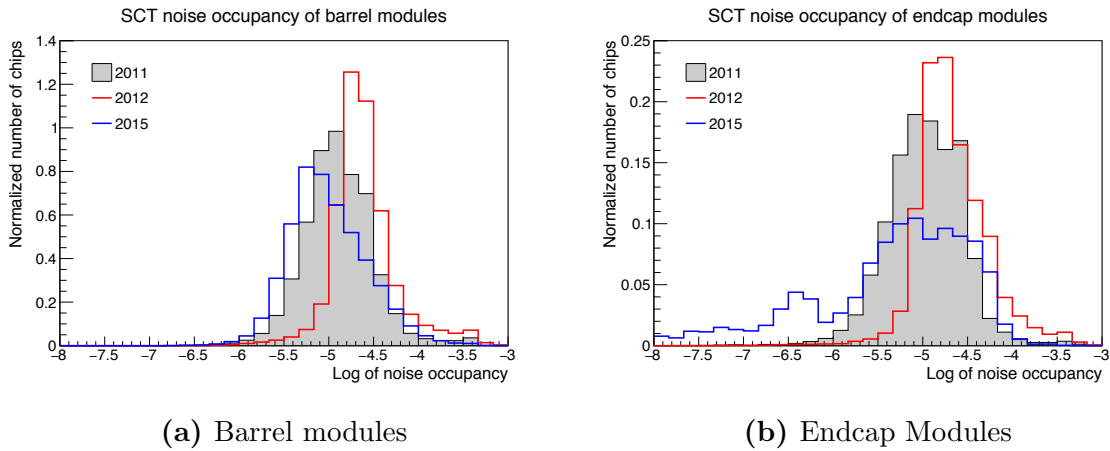 SCT noise occupancy of barrel modules
Normalized number of chips
1.4
1.2
1
0.8
0.6
0.4
0.2
0
2011
2012
2015
-8 -7.5 -7 -6.5 -6 -5.5 -5 -4.5 -4 -3.5 -3
Log of noise occupancy
(a) Barrel modules
SCT noise occupancy of endcap modules
Normalized number of chips
0.25
0.2
0.15
0.1
0.05
0
2011
2012
2015
-8 -7.5 -7 -6.5 -6 -5.5 -5 -4.5 -4 -3.5 -3
Log of noise occupancy
(b) Endcap Modules